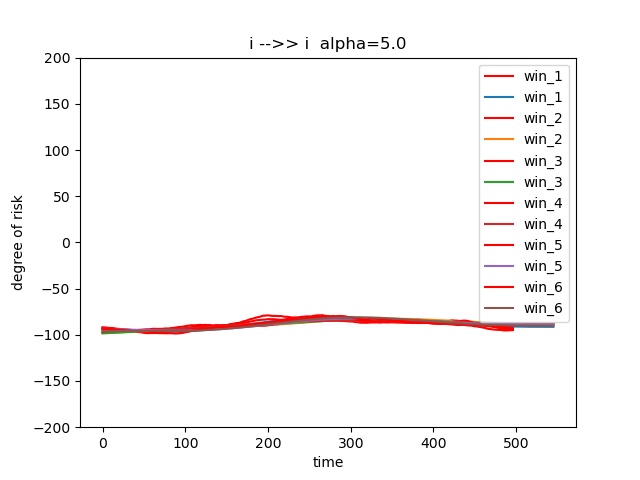 i -->> i  alpha=5.0
200
150
100
50
0
−50
−100
−150
−200
degree of risk
0
100
200
300
400
500
time
win_1
win_1
win_2
win_2
win_3
win_3
win_4
win_4
win_5
win_5
win_6
win_6